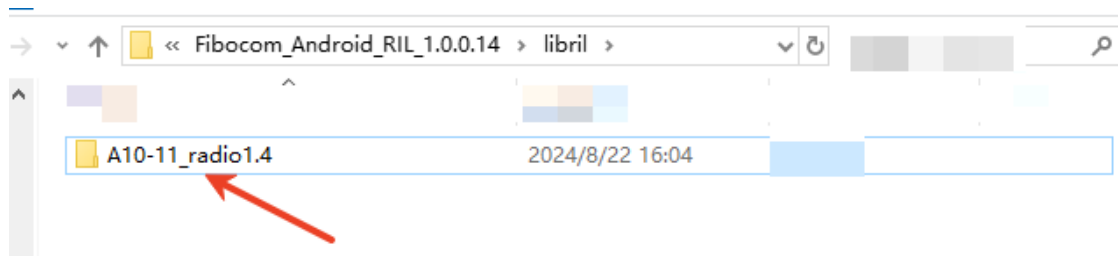 « Fibocom_Android_RIL_1.0.0.14 › libril ›
A10-11_radio1.4 2024/8/22 16:04